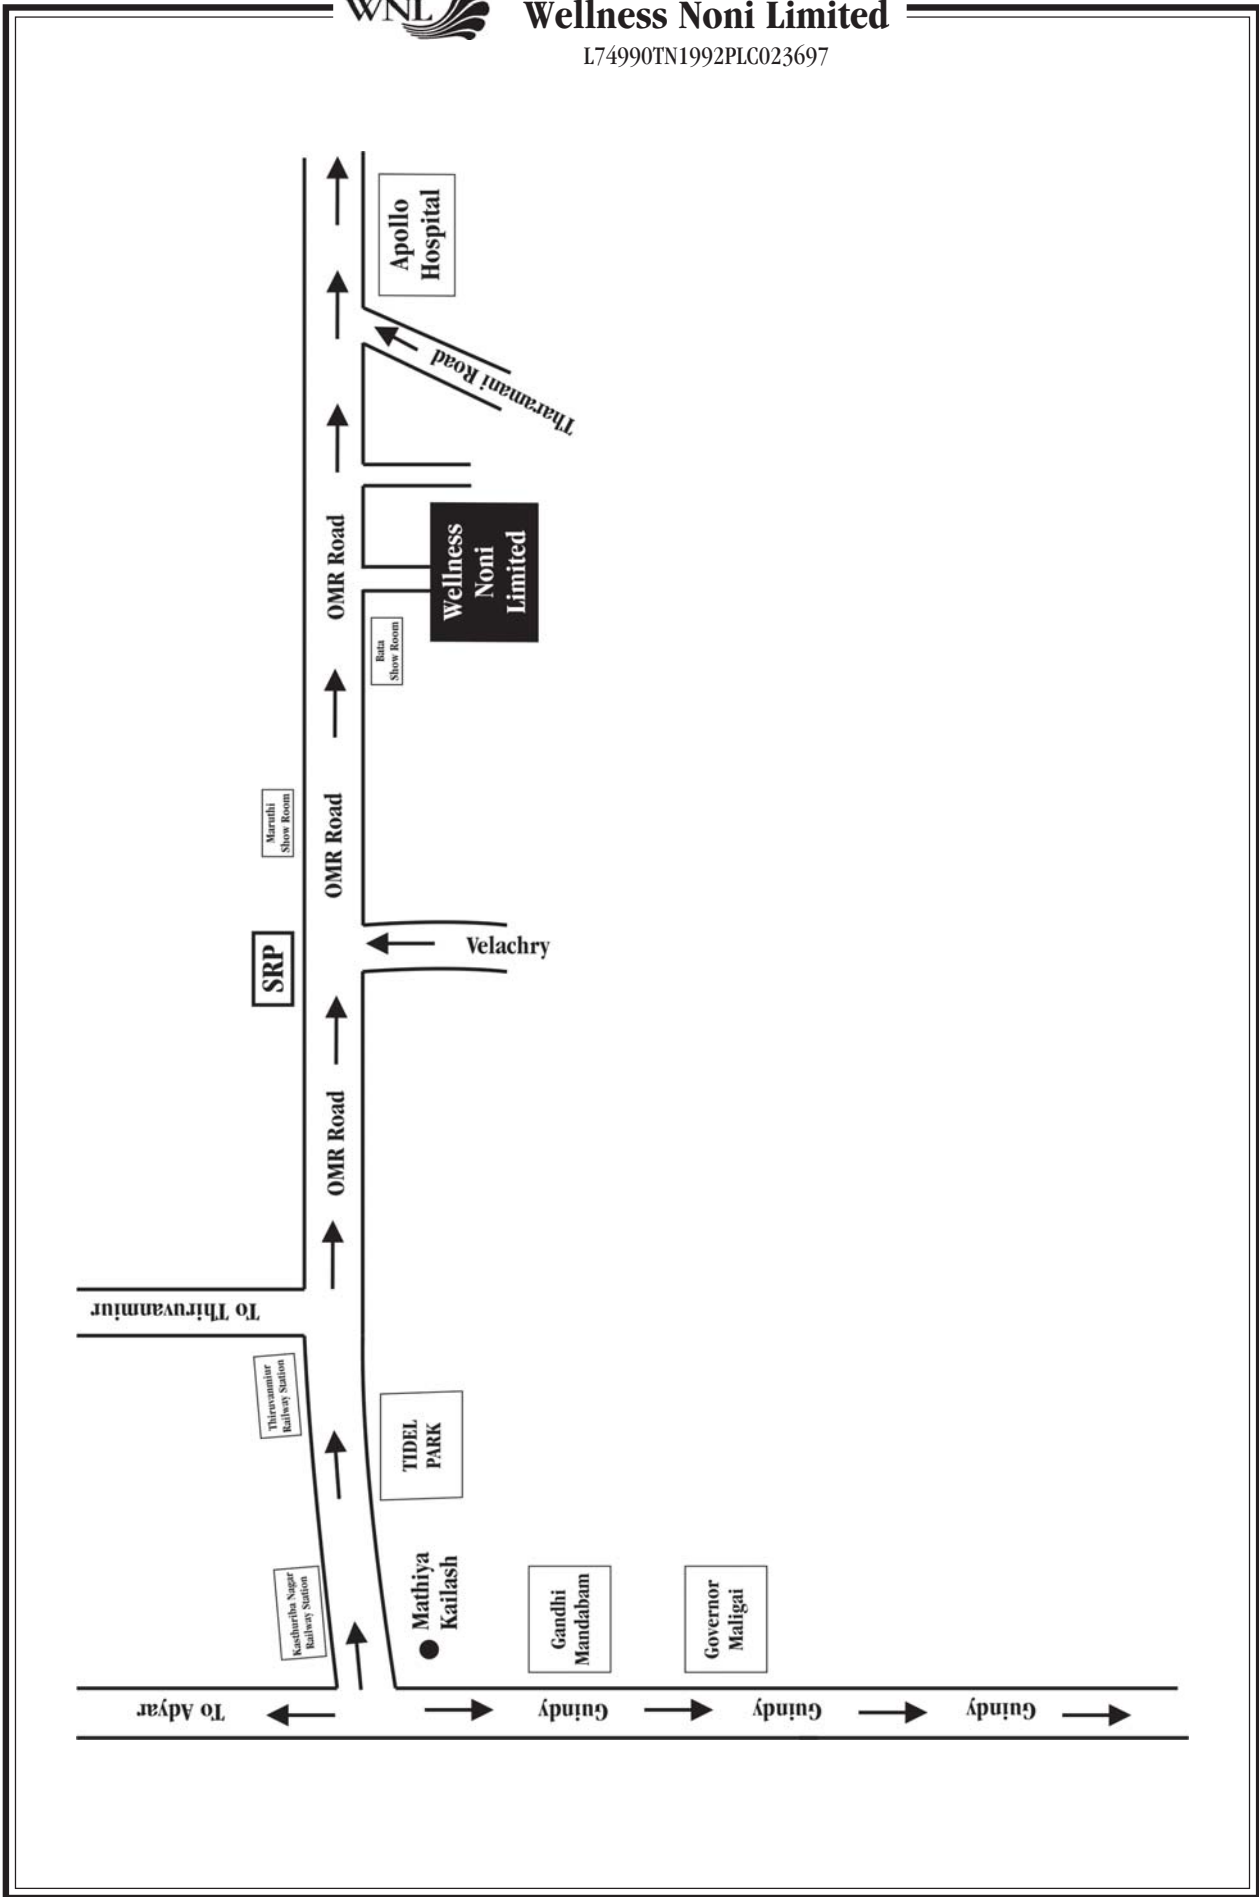 WNL
Wellness Noni Limited
L74990TN1992PLC023697
Apollo
Hospital
Tharamani Road
OMR Road
Wellness
Noni
Limited
Bata
Show Room
Maruthi
Show Room
OMR Road
SRP
Velachry
OMR Road
To Thiruvanmiur
Thiruvanmiur
Railway Station
TIDEL
PARK
Kasthuriba Nagar
Railway Station
Mathiya
Kailash
Gandhi
Mandabam
Governor
Maligai
To Adyar
Guindy
Guindy
Guindy